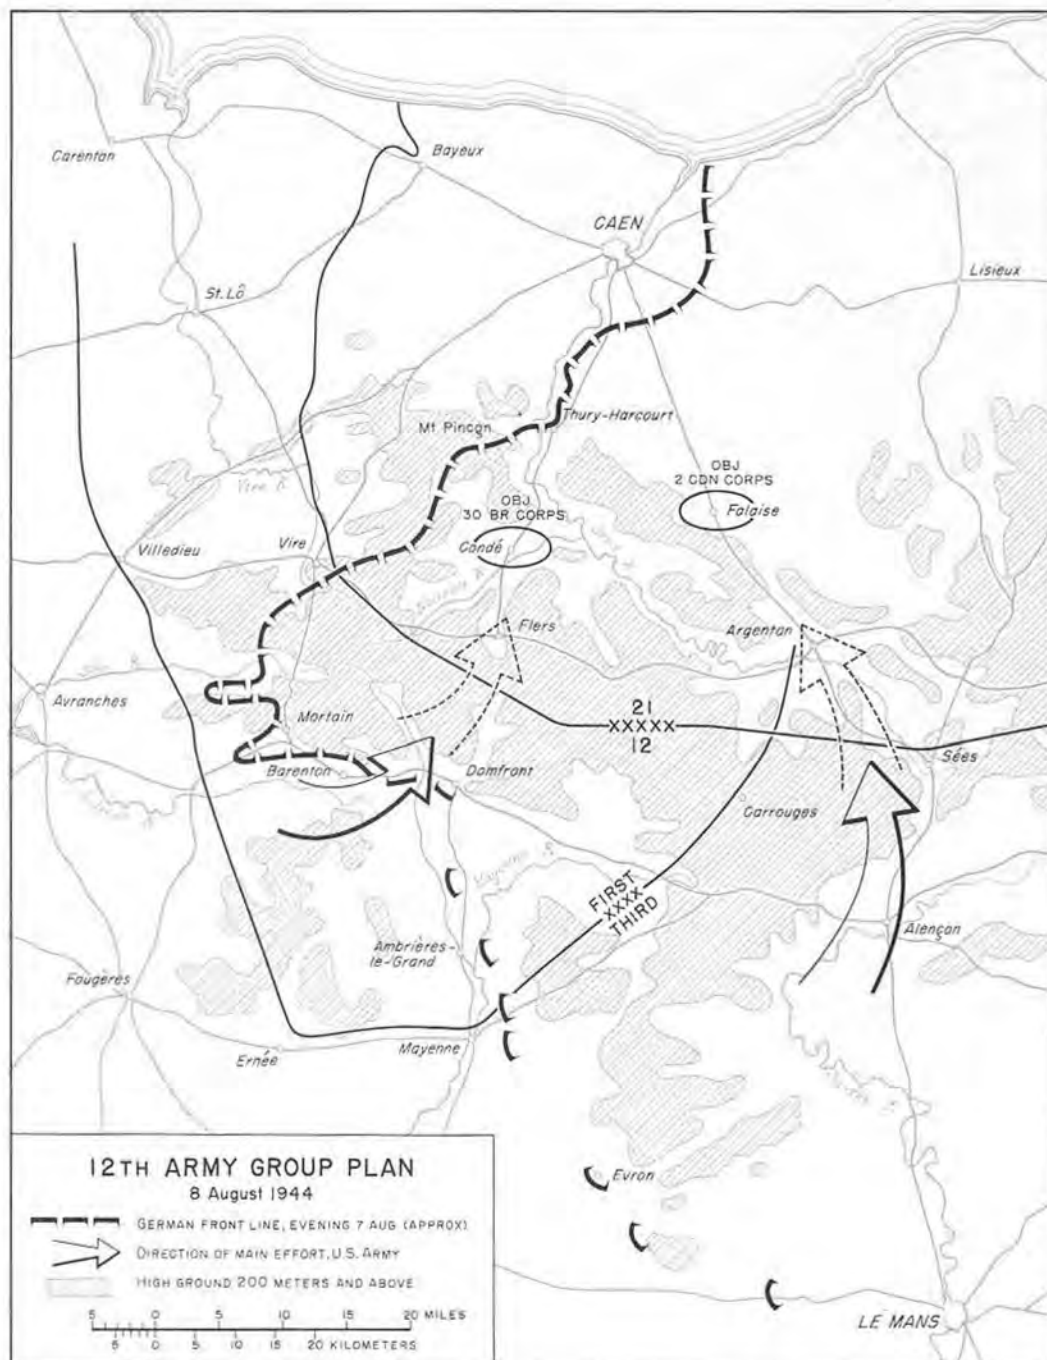 Carentan
Bayeux
CAEN
Lisieux
St. Lô
Thury-Harcourt
Mt Pincon
OBJ
2 CDN CORPS
Falaise
OBJ
30 BR CORPS
Condé
Vire R.
Villedieu
Vire
Flers
Argentan
Avranches
Mortain
21
XXXXX
12
Sées
Barenton
Domfront
Carrouges
Mayenne R.
FIRST
XXXX
THIRD
Alençon
Ambrières-
le-Grand
Fougères
Ernée
Mayenne
Evron
LE MANS
12TH ARMY GROUP PLAN
8 August 1944
GERMAN FRONT LINE, EVENING 7 AUG (APPROX)
DIRECTION OF MAIN EFFORT, U.S. ARMY
HIGH GROUND 200 METERS AND ABOVE
5 0 5 10 15 20 MILES
5 0 5 10 15 20 KILOMETERS